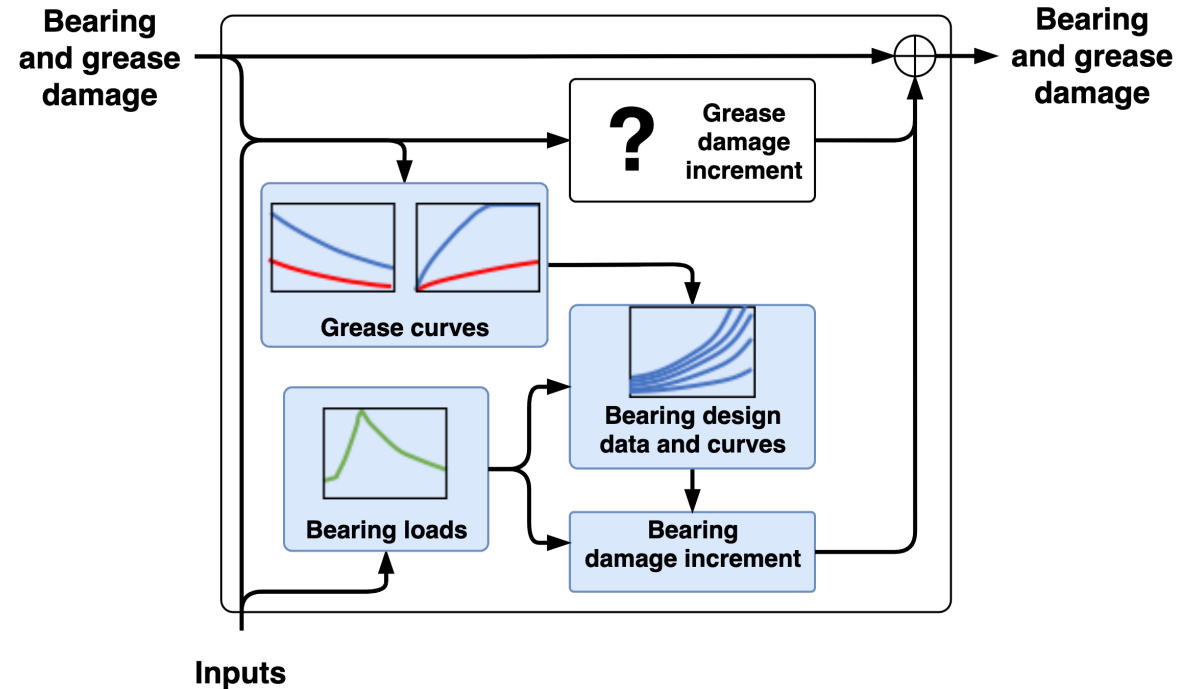 Bearing
and grease
damage
Bearing
and grease
damage
?
Grease
damage
increment
Grease curves
Bearing design
data and curves
Bearing loads
Bearing
damage increment
Inputs